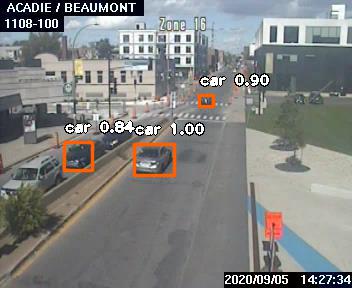 ACADIE / BEAUMONT
1108-100
Zone 16
car 0.90
car 0.84
car 1.00
2020/09/05 14:27:34